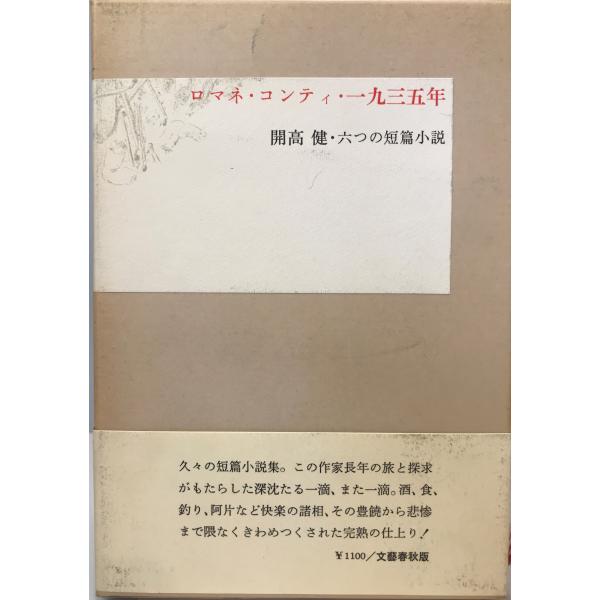 ロマネ・コンティ・一九三五年
開高 健・六つの短篇小説
久々の短篇小説集。この作家長年の旅と探求
がもたらした深沈たる一滴、また一滴。酒、食、
釣り、阿片など快楽の諸相、その豊饒から悲惨
まで隈なくきわめつくされた完熟の仕上り!
¥1100/文藝春秋版